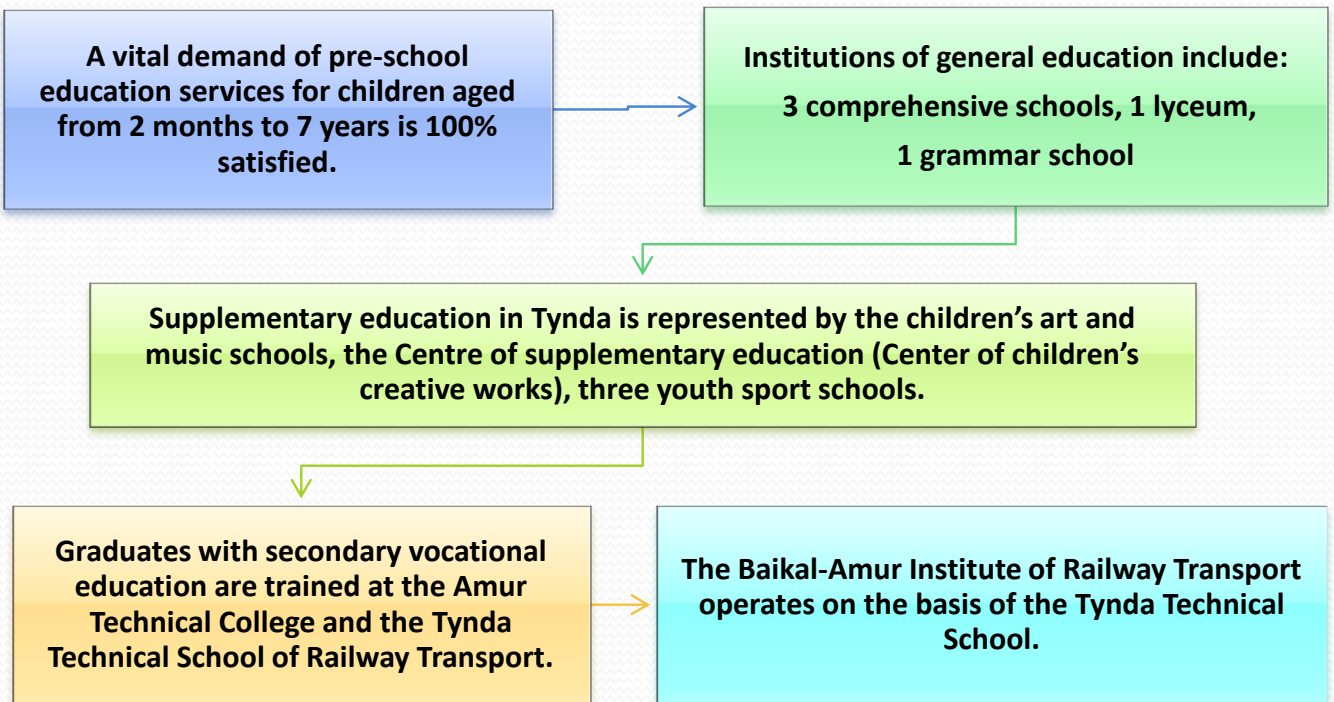 A vital demand of pre-school
education services for children aged
from 2 months to 7 years is 100%
satisfied.
Institutions of general education include:
3 comprehensive schools, 1 lyceum,
1 grammar school
Supplementary education in Tynda is represented by the children’s art and
music schools, the Centre of supplementary education (Center of children’s
creative works), three youth sport schools.
Graduates with secondary vocational
education are trained at the Amur
Technical College and the Tynda
Technical School of Railway Transport.
The Baikal-Amur Institute of Railway Transport
operates on the basis of the Tynda Technical
School.